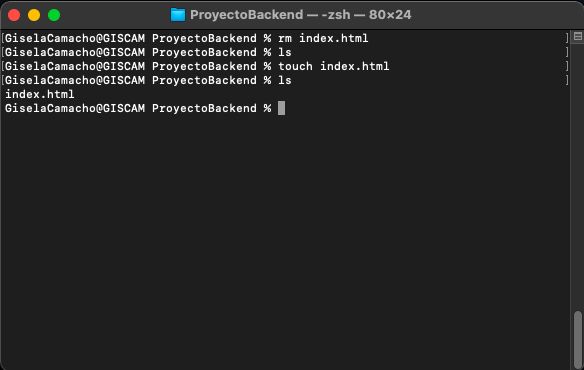 ProyectoBackend — -zsh — 80×24
[GiselaCamacho@GISCAM ProyectoBackend % rm index.html ]
[GiselaCamacho@GISCAM ProyectoBackend % ls ]
[GiselaCamacho@GISCAM ProyectoBackend % touch index.html ]
[GiselaCamacho@GISCAM ProyectoBackend % ls ]
index.html
GiselaCamacho@GISCAM ProyectoBackend %